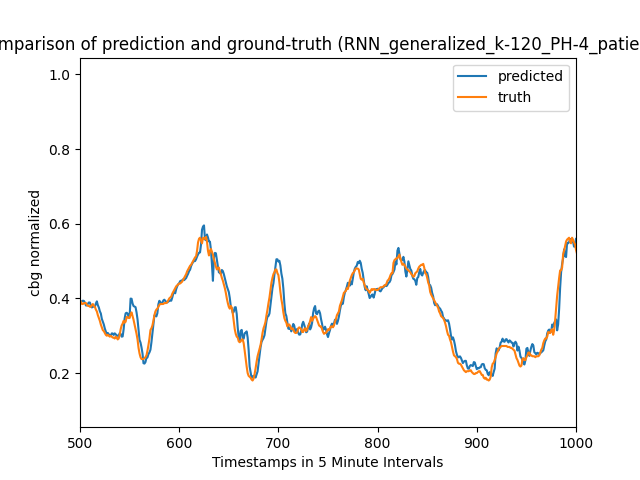 mparison of prediction and ground-truth (RNN_generalized_k-120_PH-4_patie
predicted
truth
1.0
0.8
0.6
0.4
0.2
cbg normalized
500 600 700 800 900 1000
Timestamps in 5 Minute Intervals